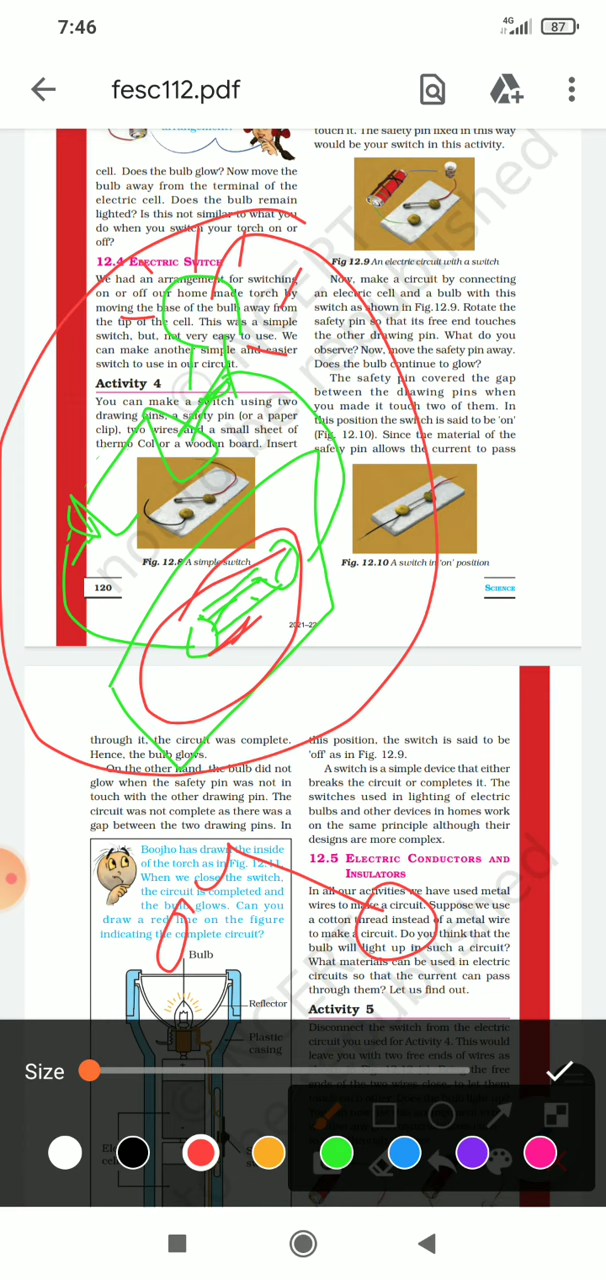 7:46
4G
87
fesc112.pdf
arrangement?
cell. Does the bulb glow? Now move the
bulb away from the terminal of the
electric cell. Does the bulb remain
lighted? Is this not similar to what you
do when you switch your torch on or
off?
12.4 ELECTRIC SWITCH
We had an arrangement for switching
on or off our home made torch by
moving the base of the bulb away from
the tip of the cell. This was a simple
switch, but, not very easy to use. We
can make another simple and easier
switch to use in our circuit.
Activity 4
You can make a switch using two
drawing pins, a safety pin (or a paper
clip), two wires and a small sheet of
thermo Col or a wooden board. Insert
Fig. 12.8 A simple switch
120
touch it. The safety pin fixed in this way
would be your switch in this activity.
Fig 12.9 An electric circuit with a switch
Now, make a circuit by connecting
an electric cell and a bulb with this
switch as shown in Fig.12.9. Rotate the
safety pin so that its free end touches
the other drawing pin. What do you
observe? Now, move the safety pin away.
Does the bulb continue to glow?
The safety pin covered the gap
between the drawing pins when
you made it touch two of them. In
this position the switch is said to be 'on'
(Fig. 12.10). Since the material of the
safety pin allows the current to pass
Fig. 12.10 A switch in 'on' position
SCIENCE
2021–22
through it, the circuit was complete.
Hence, the bulb glows.
On the other hand, the bulb did not
glow when the safety pin was not in
touch with the other drawing pin. The
circuit was not complete as there was a
gap between the two drawing pins. In
Boojho has drawn the inside
of the torch as in Fig. 12.11.
When we close the switch,
the circuit is completed and
the bulb glows. Can you
draw a red line on the figure
indicating the complete circuit?
Bulb
Reflector
Plastic
casing
this position, the switch is said to be
'off' as in Fig. 12.9.
A switch is a simple device that either
breaks the circuit or completes it. The
switches used in lighting of electric
bulbs and other devices in homes work
on the same principle although their
designs are more complex.
12.5 ELECTRIC CONDUCTORS AND
INSULATORS
In all our activities we have used metal
wires to make a circuit. Suppose we use
a cotton thread instead of a metal wire
to make a circuit. Do you think that the
bulb will light up in such a circuit?
What materials can be used in electric
circuits so that the current can pass
through them? Let us find out.
Activity 5
Disconnect the switch from the electric
circuit you used for Activity 4. This would
leave you with two free ends of wires as
© NCERT
not to be republished
Size